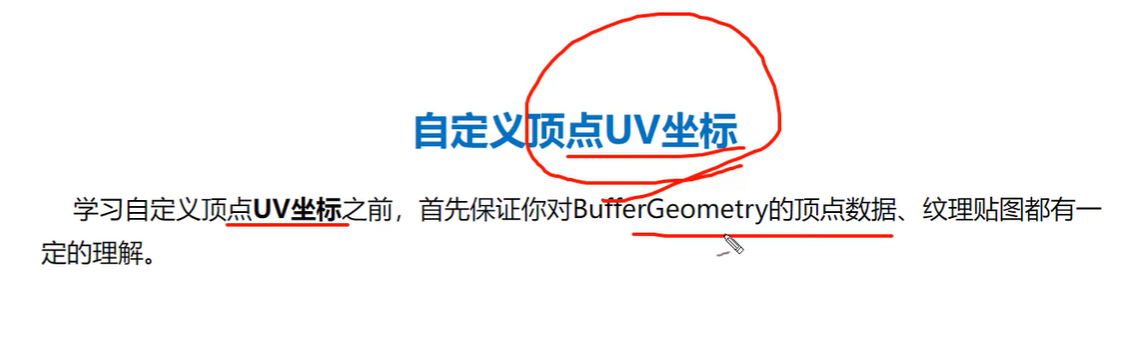 自定义顶点UV坐标
学习自定义顶点UV坐标之前，首先保证你对BufferGeometry的顶点数据、纹理贴图都有一
定的理解。